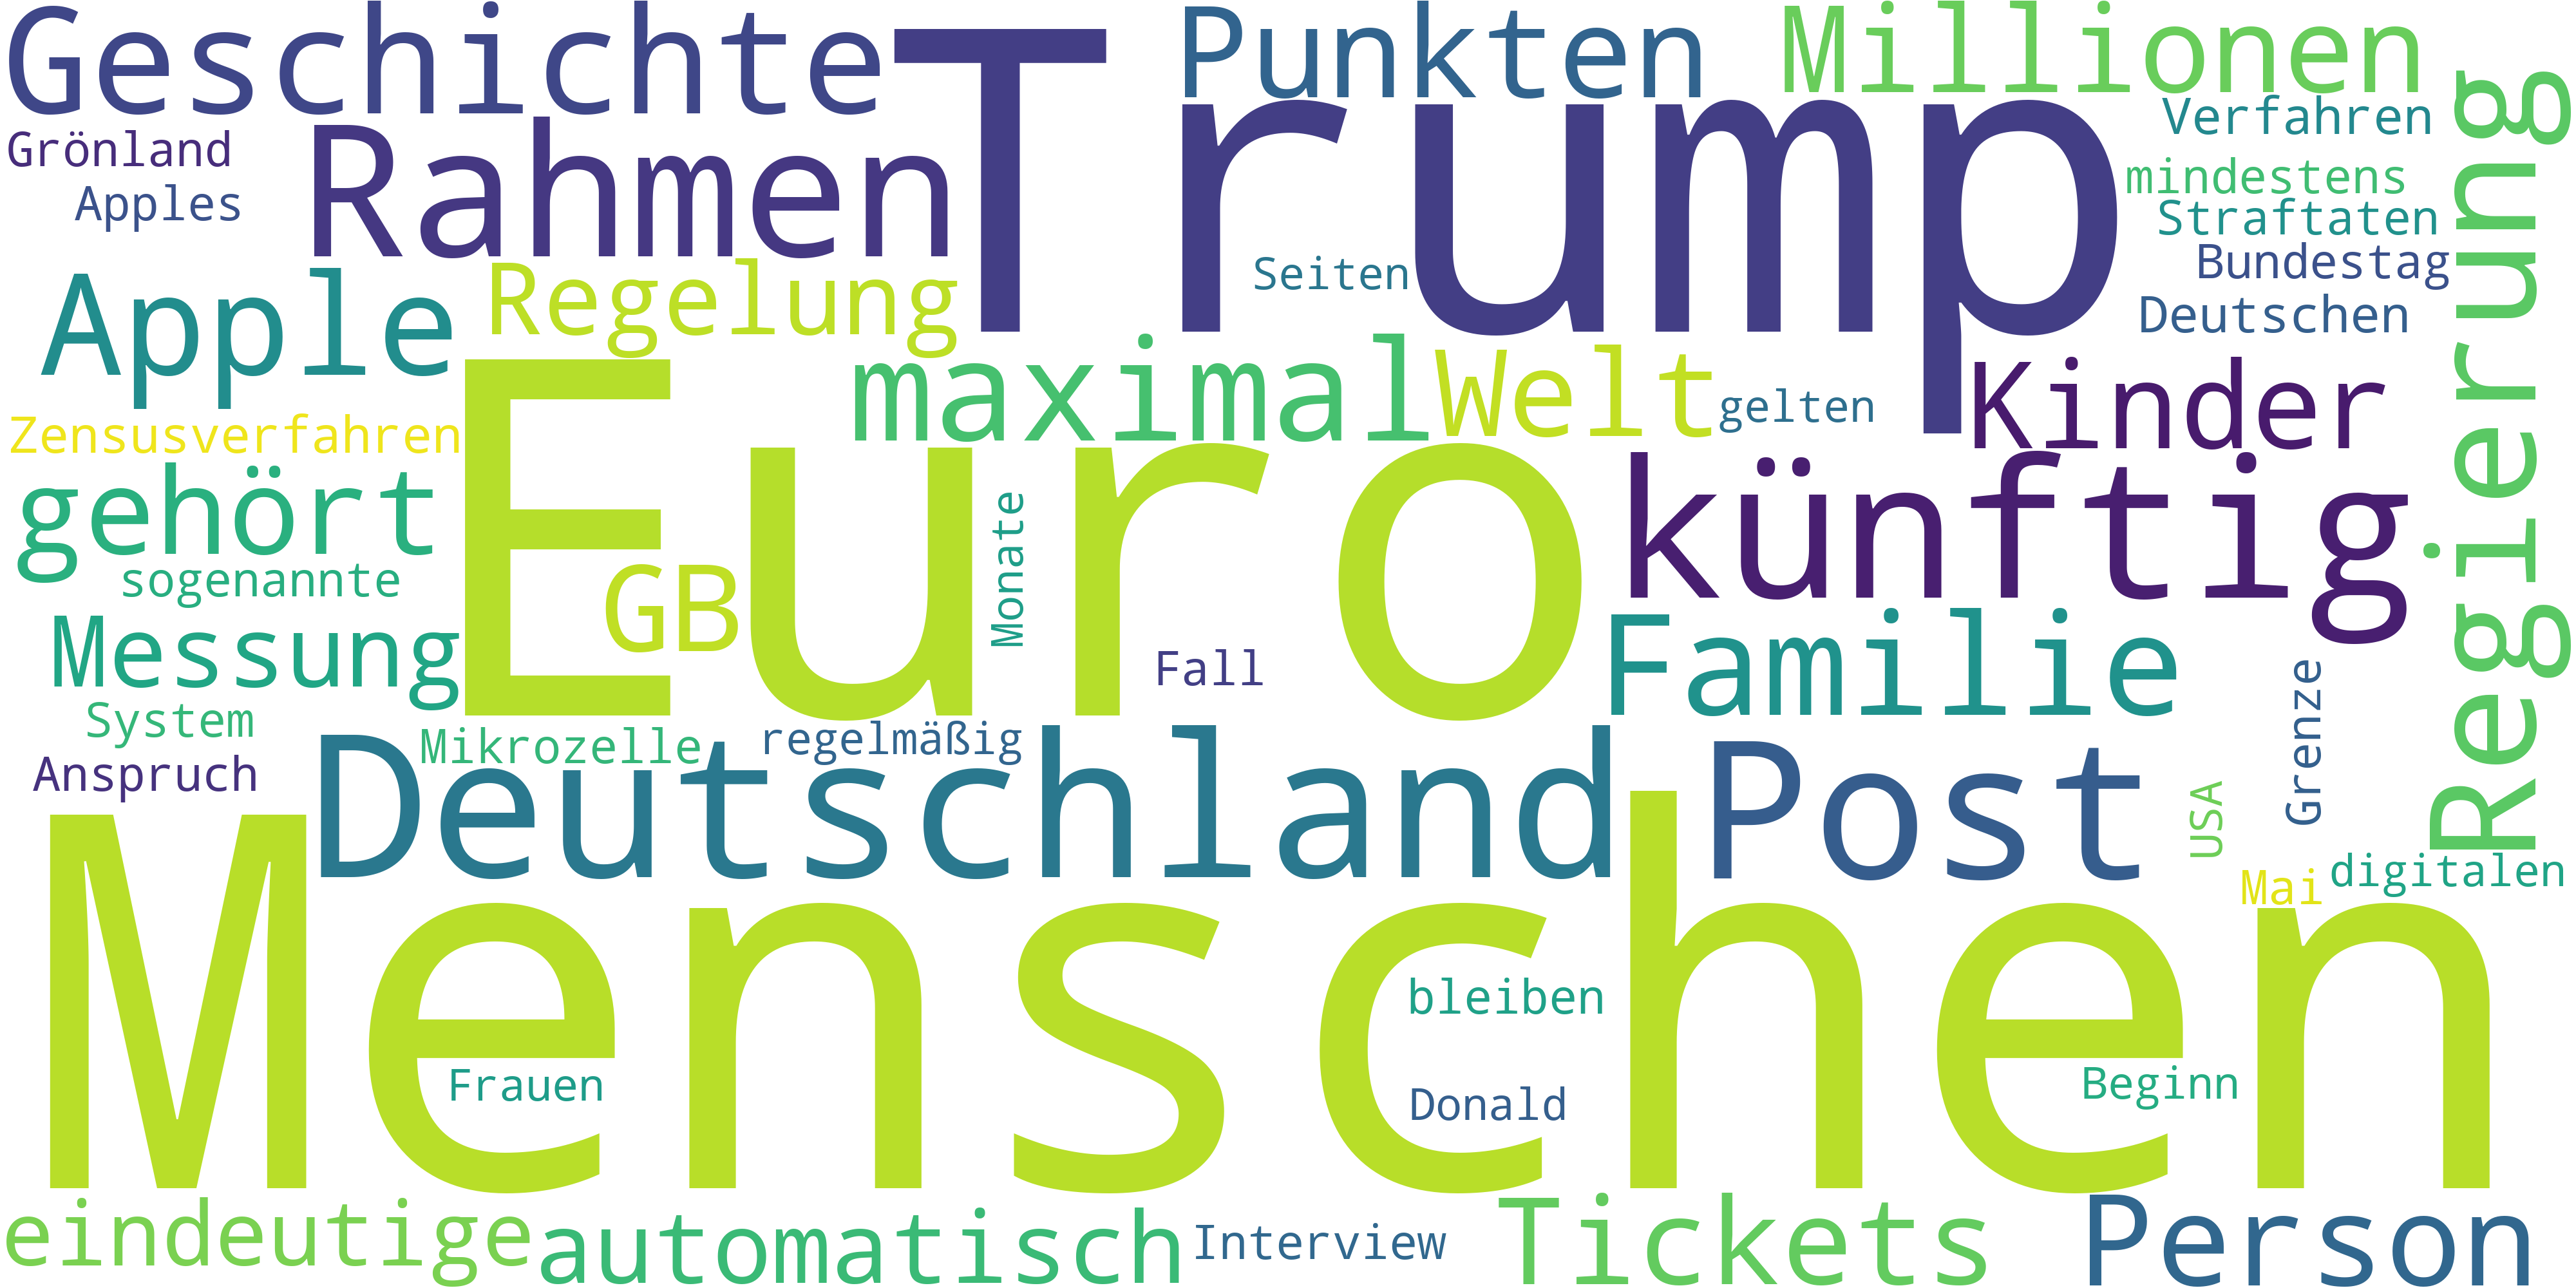 Geschichte
Trump
Punkten
Millionen
Grönland
Rahmen
Verfahren
Apples
mindestens
Straftaten
Regierung
Seiten
Bundestag
Apple
Regelung
Deutschen
maximal
Welt
gelten
Kinder
Zensusverfahren
Euro
gehört
künftig
sogenannte
GB
Monate
Messung
Fall
Familie
Grenze
System
Mikrozelle
regelmäßig
Anspruch
Deutschland
Post
USA
Mai
digitalen
Menschen
bleiben
Frauen
Donald
Beginn
eindeutige
automatisch
Interview
Tickets
Person